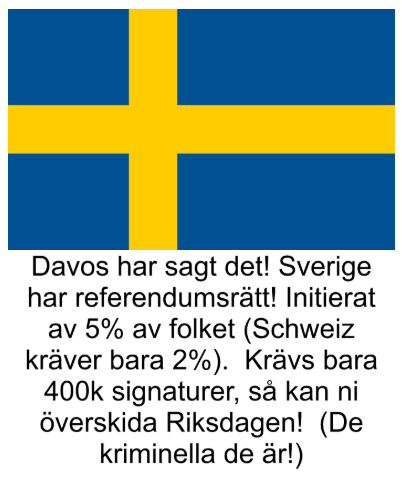 Davos har sagt det! Sverige
har referendumsrätt! Initierat
av 5% av folket (Schweiz
kräver bara 2%).  Krävs bara
400k signaturer, så kan ni
överskida Riksdagen!  (De
kriminella de är!)